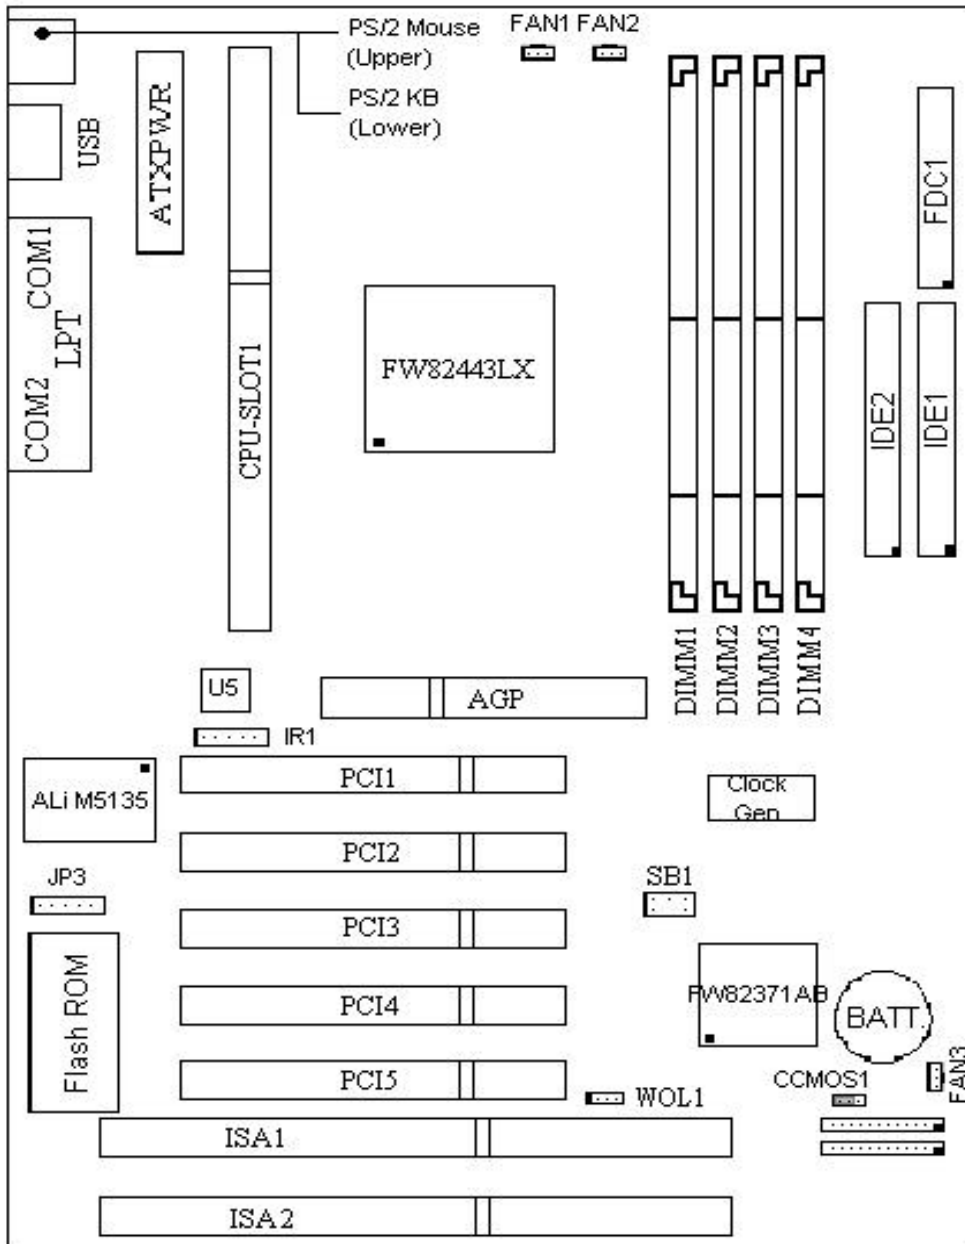 PS/2 Mouse
(Upper)
PS/2 KB
(Lower)
FAN1 FAN2
USB
ATXPWR
COM1
LPT
COM2
CPU-SLOT1
FW82443LX
FDC1
IDE2
IDE1
DIMM1
DIMM2
DIMM3
DIMM4
U5
AGP
IR1
ALi M5135
PCI1
Clock
Gen
PCI2
JP3
SB1
PCI3
Flash ROM
FW82371AB
BATT.
PCI4
FAN3
PCI5
CCMOS1
WOL1
ISA1
ISA2